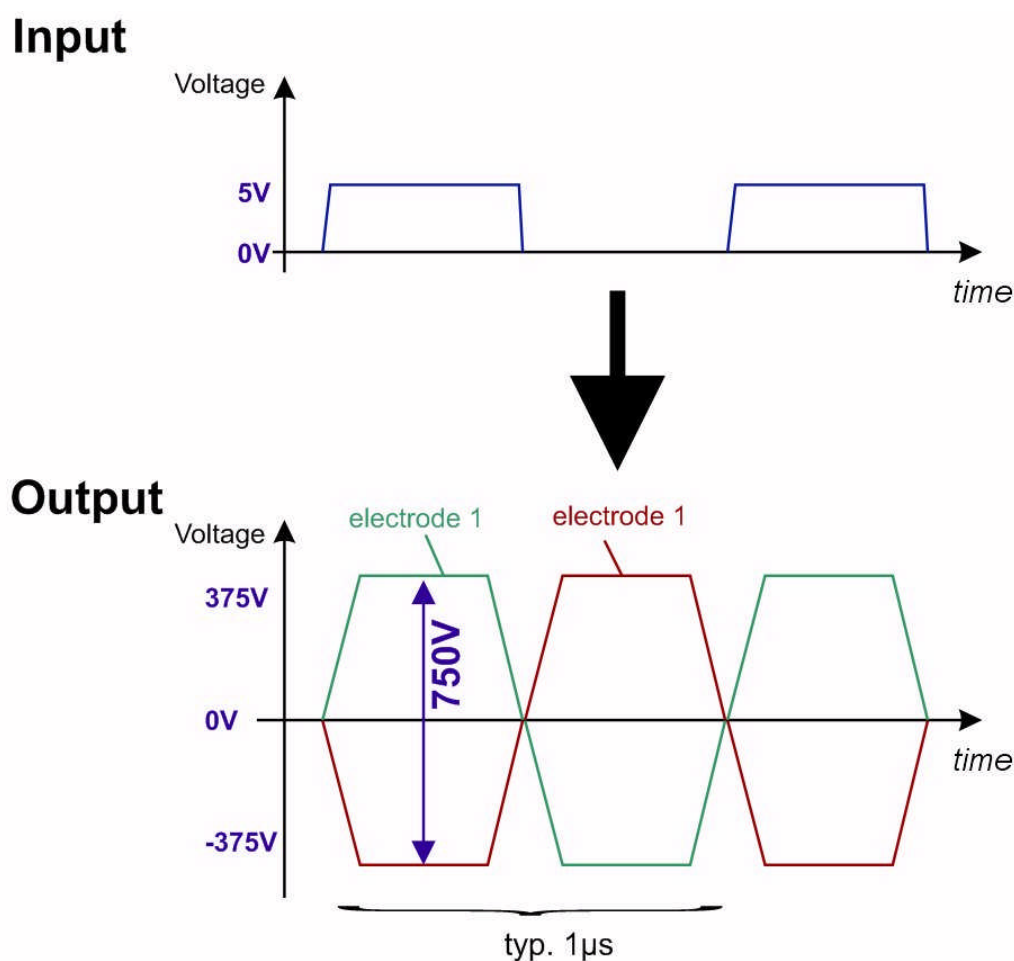 Input
Voltage
5V
0V
time
Output
Voltage
electrode 1
electrode 1
375V
750V
0V
time
-375V
typ. 1µs